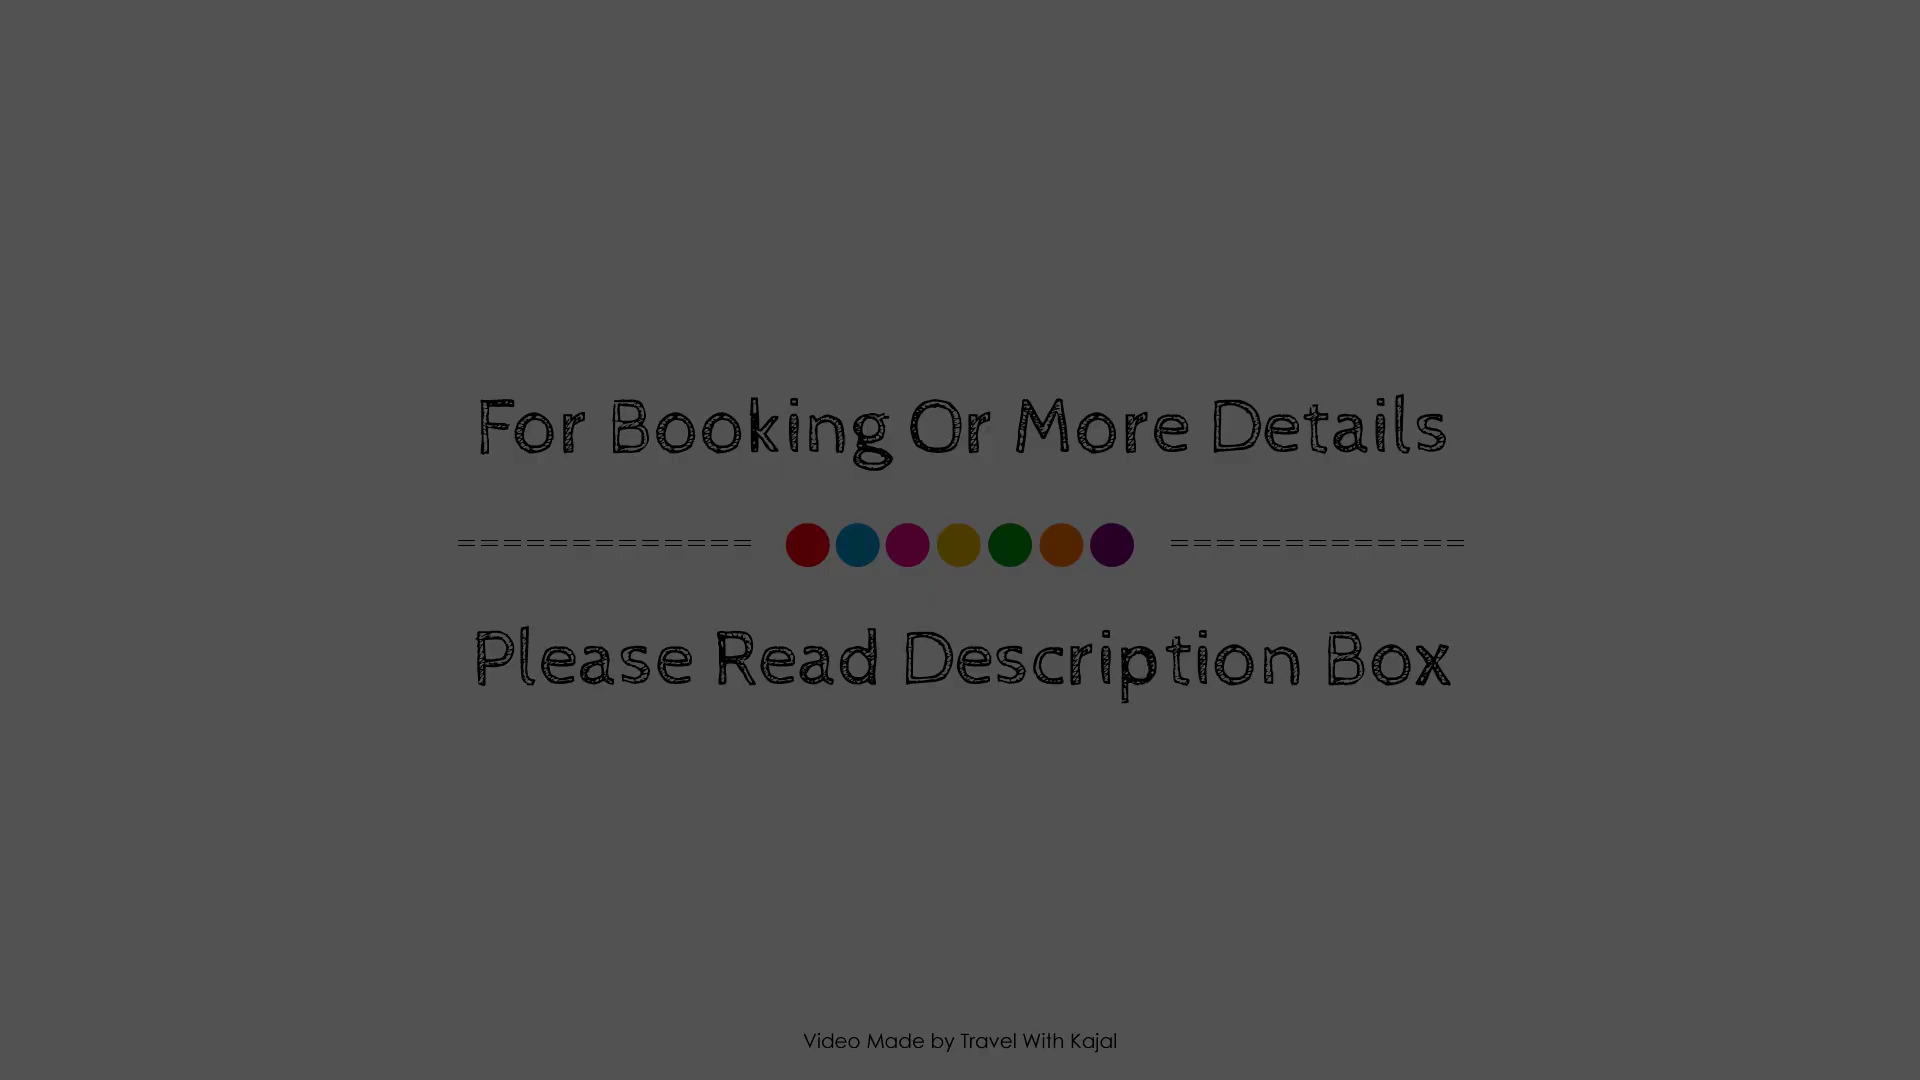 For Booking Or More Details
============= =============
Please Read Description Box
Video Made by Travel With Kajal